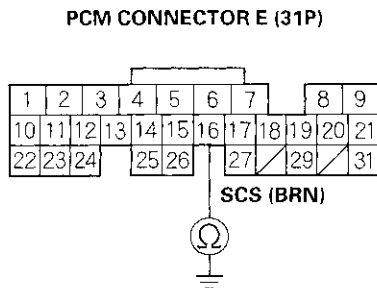 PCM CONNECTOR E (31P)
1 2 3 4 5 6 7 8 9
10 11 12 13 14 15 16 17 18 19 20 21
22 23 24 25 26 27 29 31
SCS (BRN)
Ω